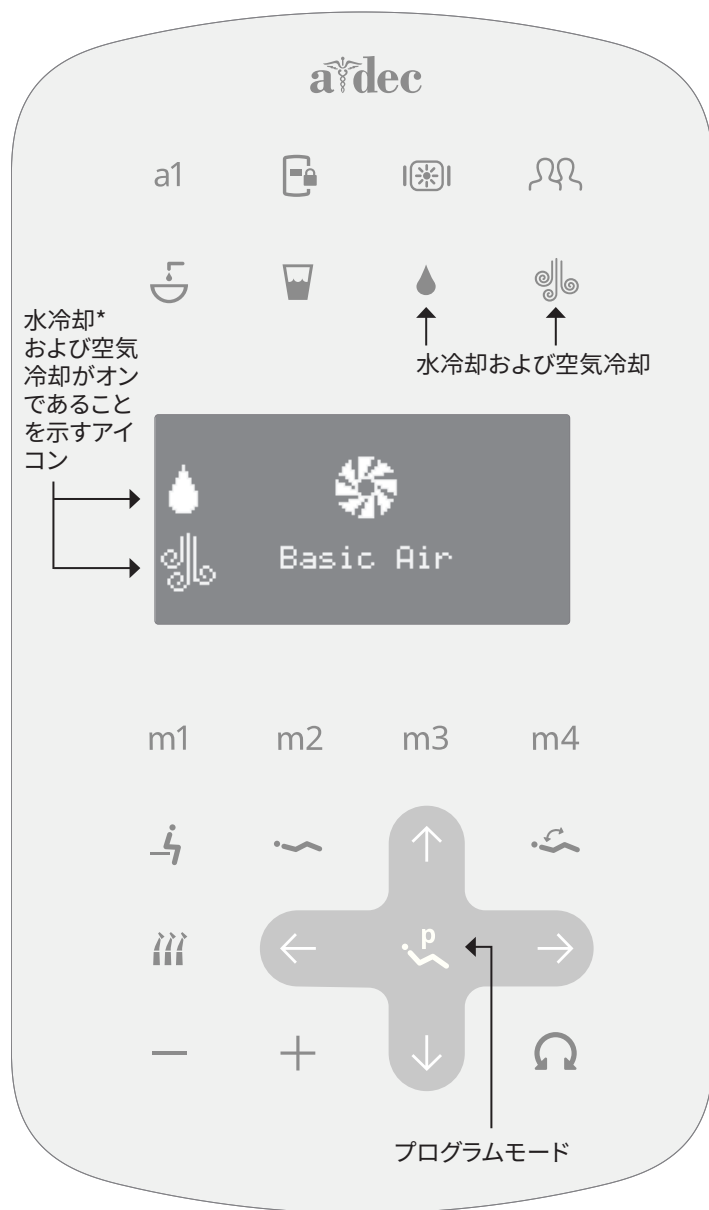 a dec
a1
水冷却*
および空気
冷却がオン
であること
を示すアイ
コン
水冷却および空気冷却
Basic Air
m1 m2 m3 m4
p
プログラムモード